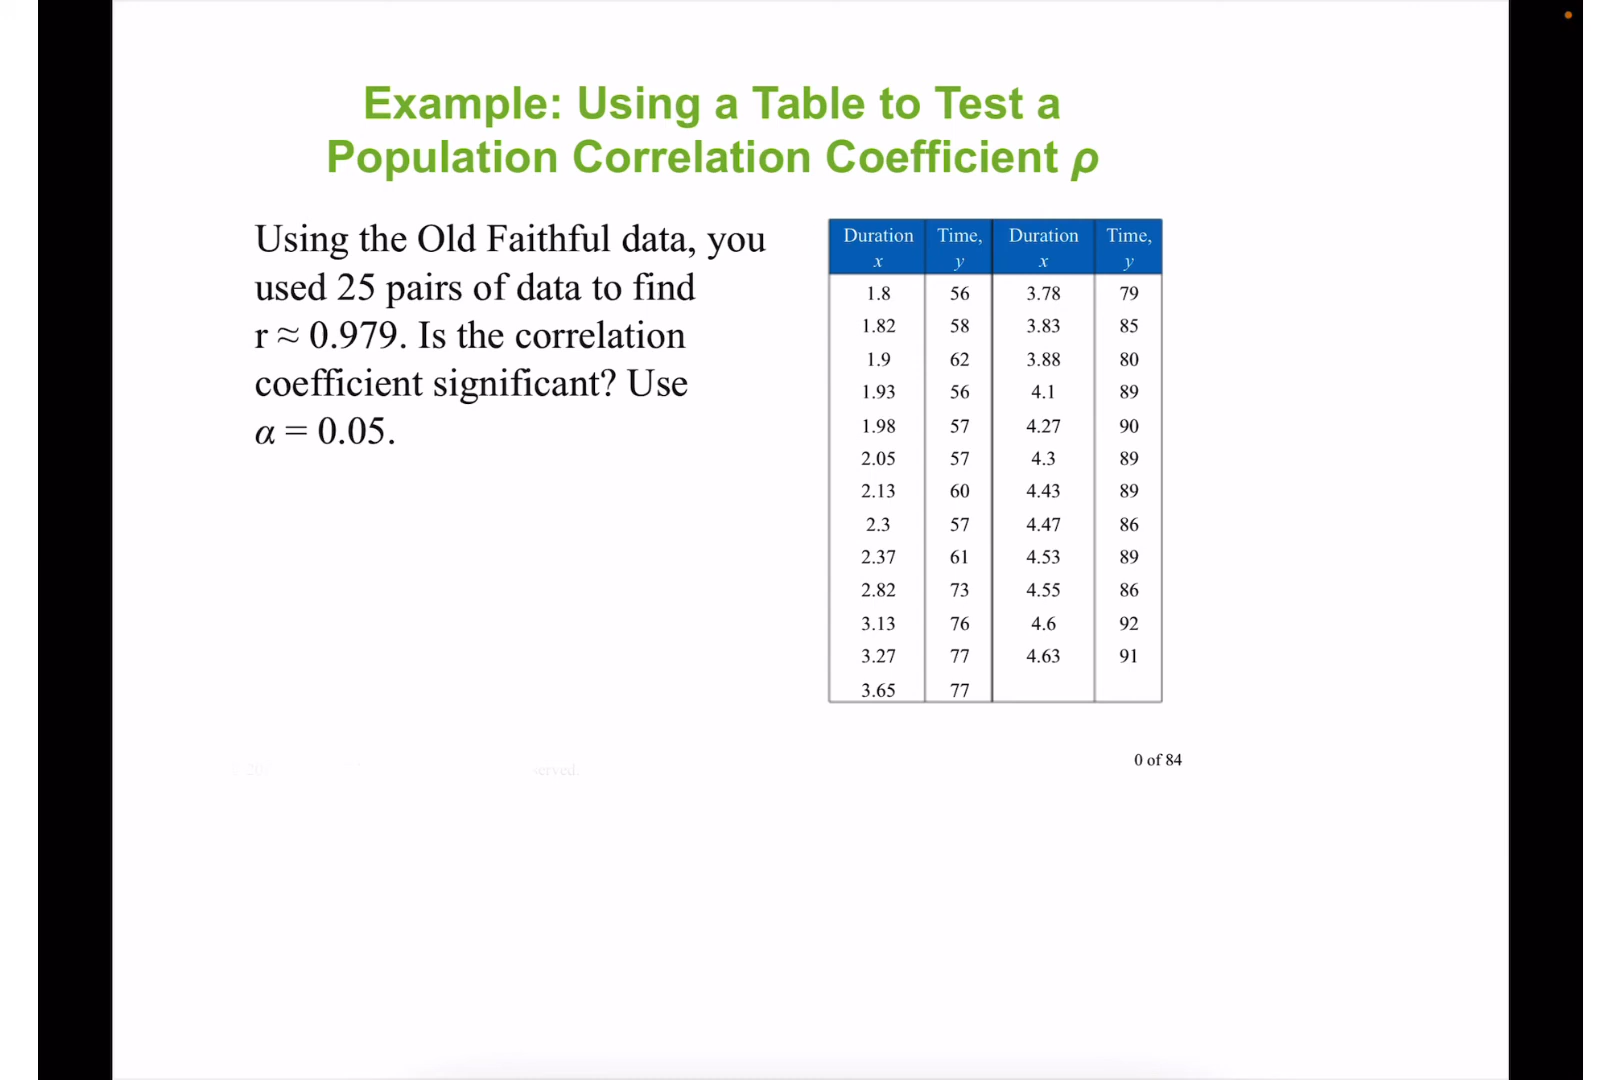 Example: Using a Table to Test a
Population Correlation Coefficient ρ
Using the Old Faithful data, you
used 25 pairs of data to find
r ≈ 0.979. Is the correlation
coefficient significant? Use
α = 0.05.
Duration x Time, y Duration x Time, y
1.8 56 3.78 79
1.82 58 3.83 85
1.9 62 3.88 80
1.93 56 4.1 89
1.98 57 4.27 90
2.05 57 4.3 89
2.13 60 4.43 89
2.3 57 4.47 86
2.37 61 4.53 89
2.82 73 4.55 86
3.13 76 4.6 92
3.27 77 4.63 91
3.65 77
0 of 84